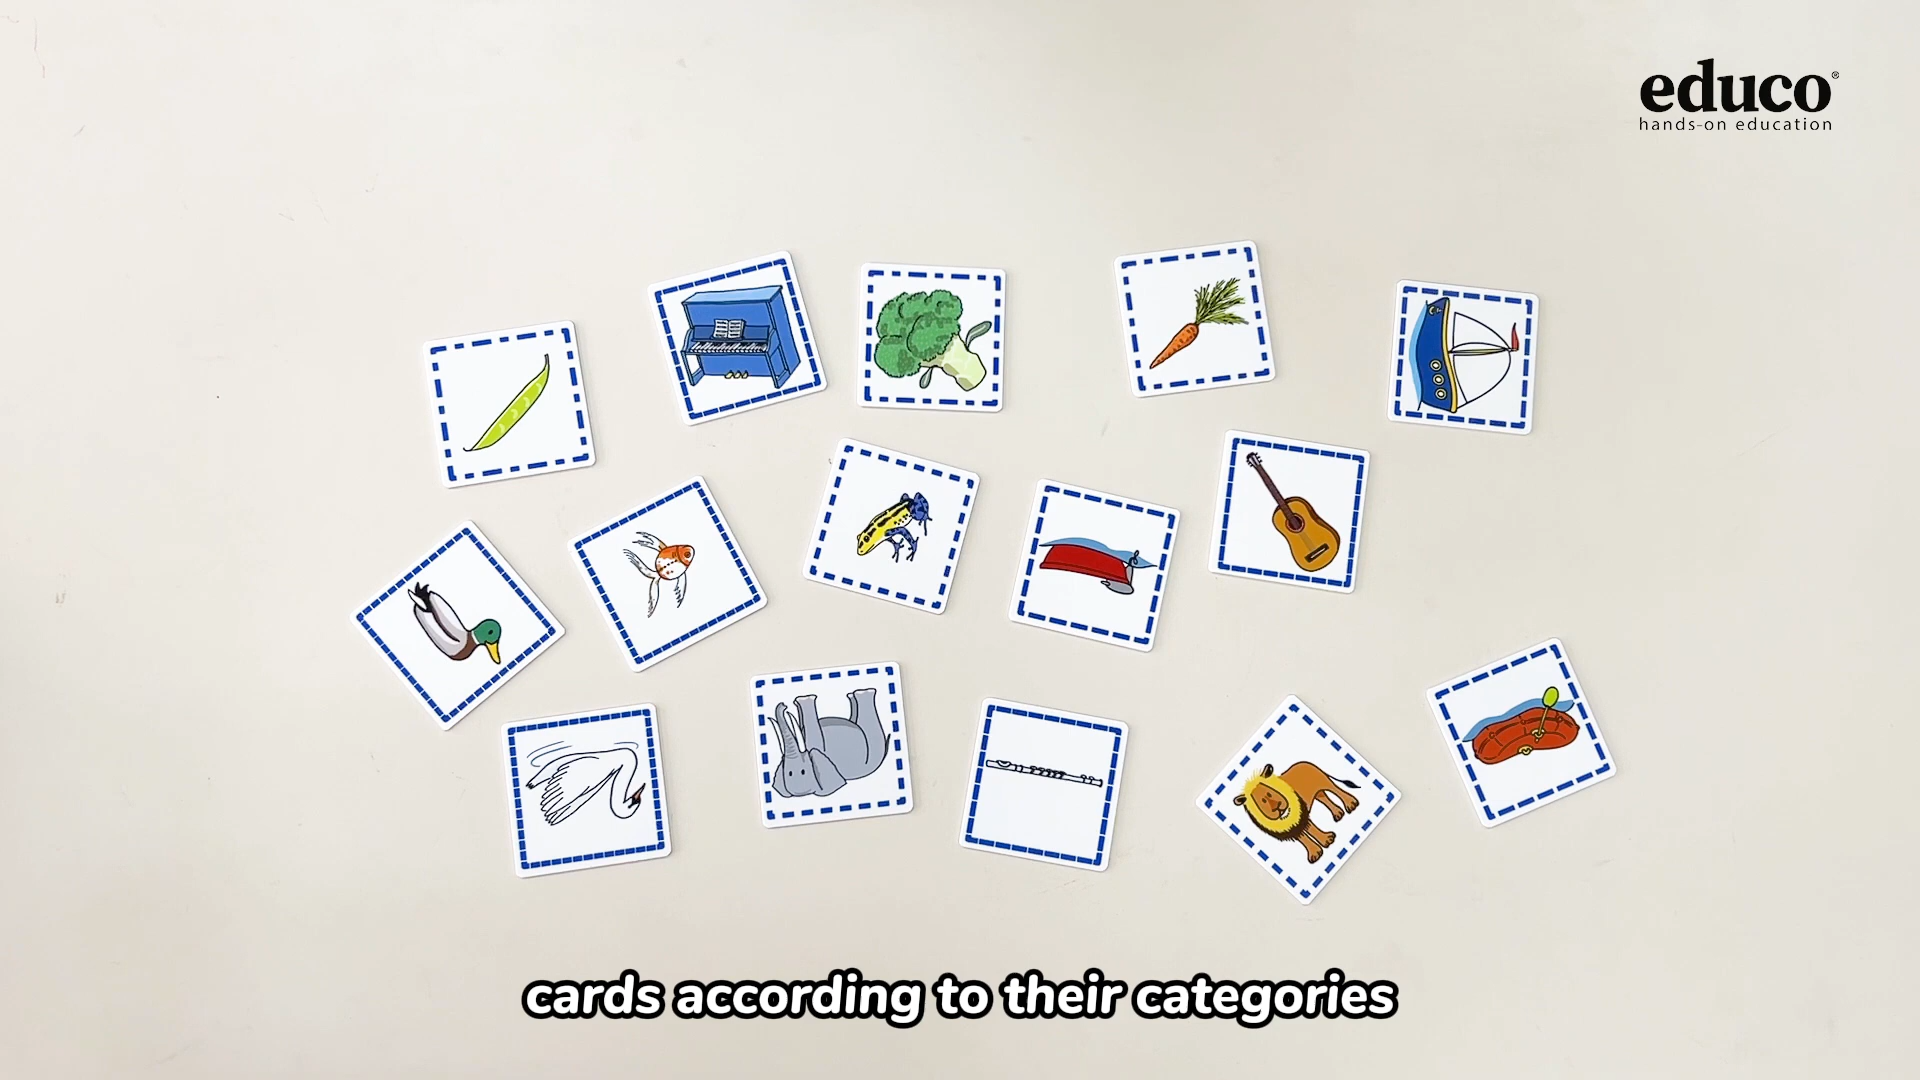 educo®
hands-on education
cards according to their categories